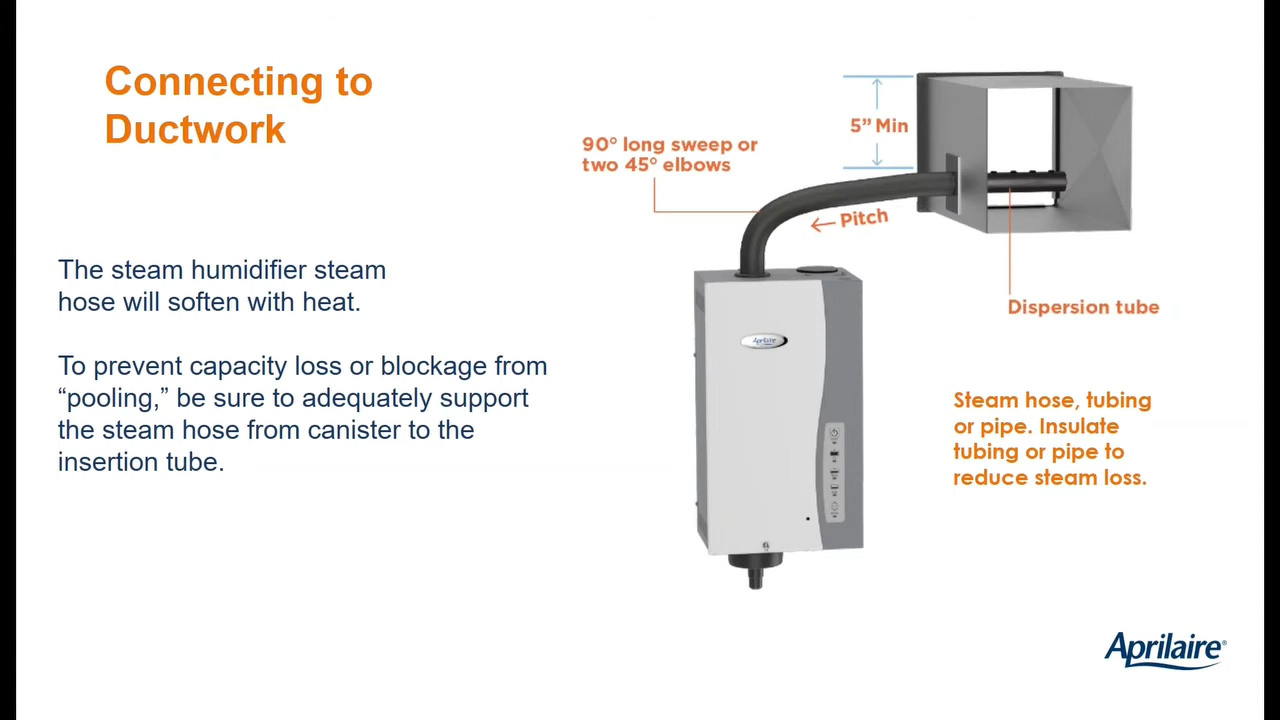 Connecting to
Ductwork
The steam humidifier steam
hose will soften with heat.
To prevent capacity loss or blockage from
“pooling,” be sure to adequately support
the steam hose from canister to the
insertion tube.
90° long sweep or
two 45° elbows
5” Min
← Pitch
Dispersion tube
Aprilaire
Steam hose, tubing
or pipe. Insulate
tubing or pipe to
reduce steam loss.
Aprilaire®